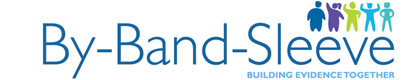 By-Band-Sleeve
BUILDING EVIDENCE TOGETHER